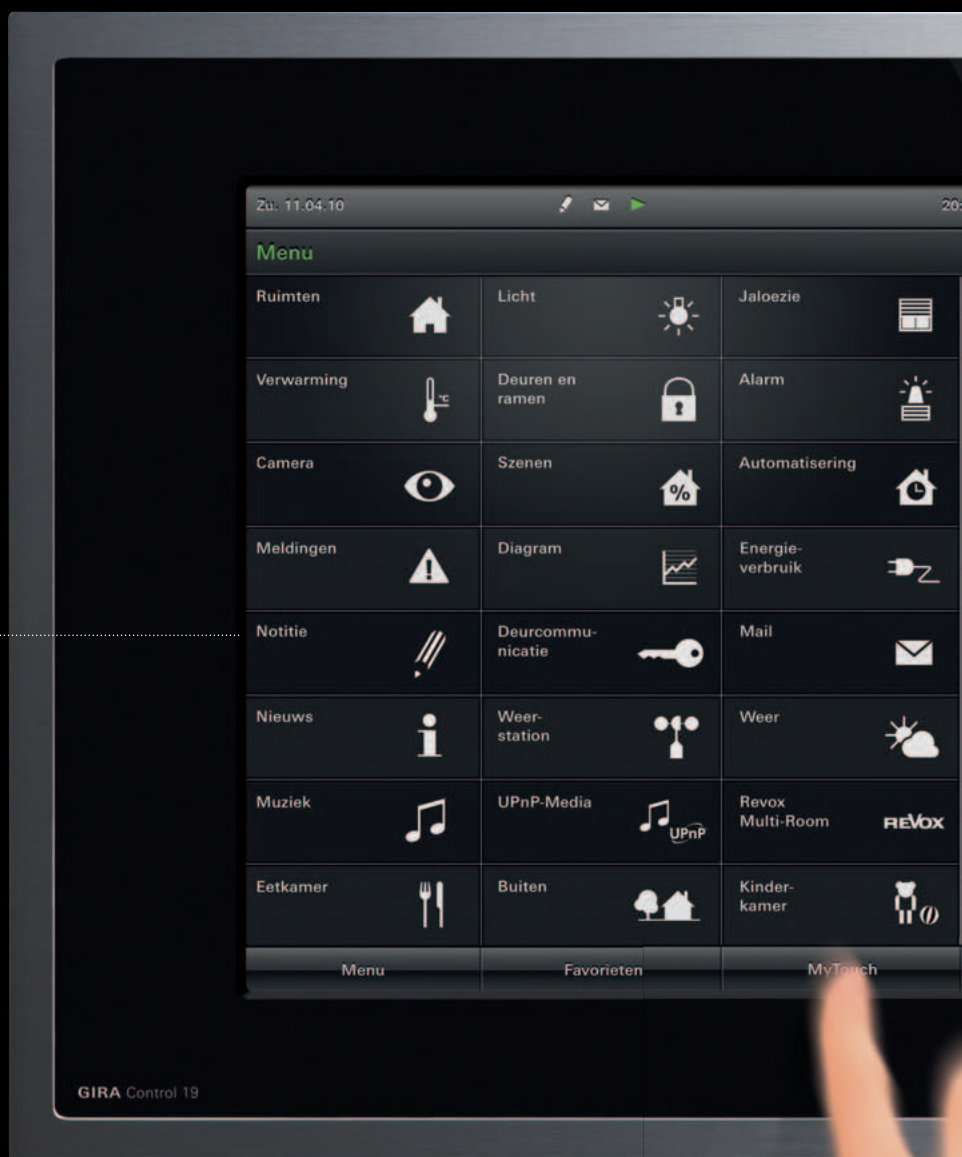 Zu. 11.04.10
20:
Menu
Ruimten
Licht
Jaloezie
Verwarming
°C
Deuren en
ramen
Alarm
Camera
Szenen
%
Automatisering
Meldingen
Diagram
Energie-
verbruik
Notitie
Deurcommu-
nicatie
Mail
Nieuws
Weer-
station
Weer
Muziek
UPnP-Media
UPnP
Revox
Multi-Room
REVOX
Eetkamer
Buiten
Kinder-
kamer
Menu
Favorieten
MyTouch
GIRA Control 19